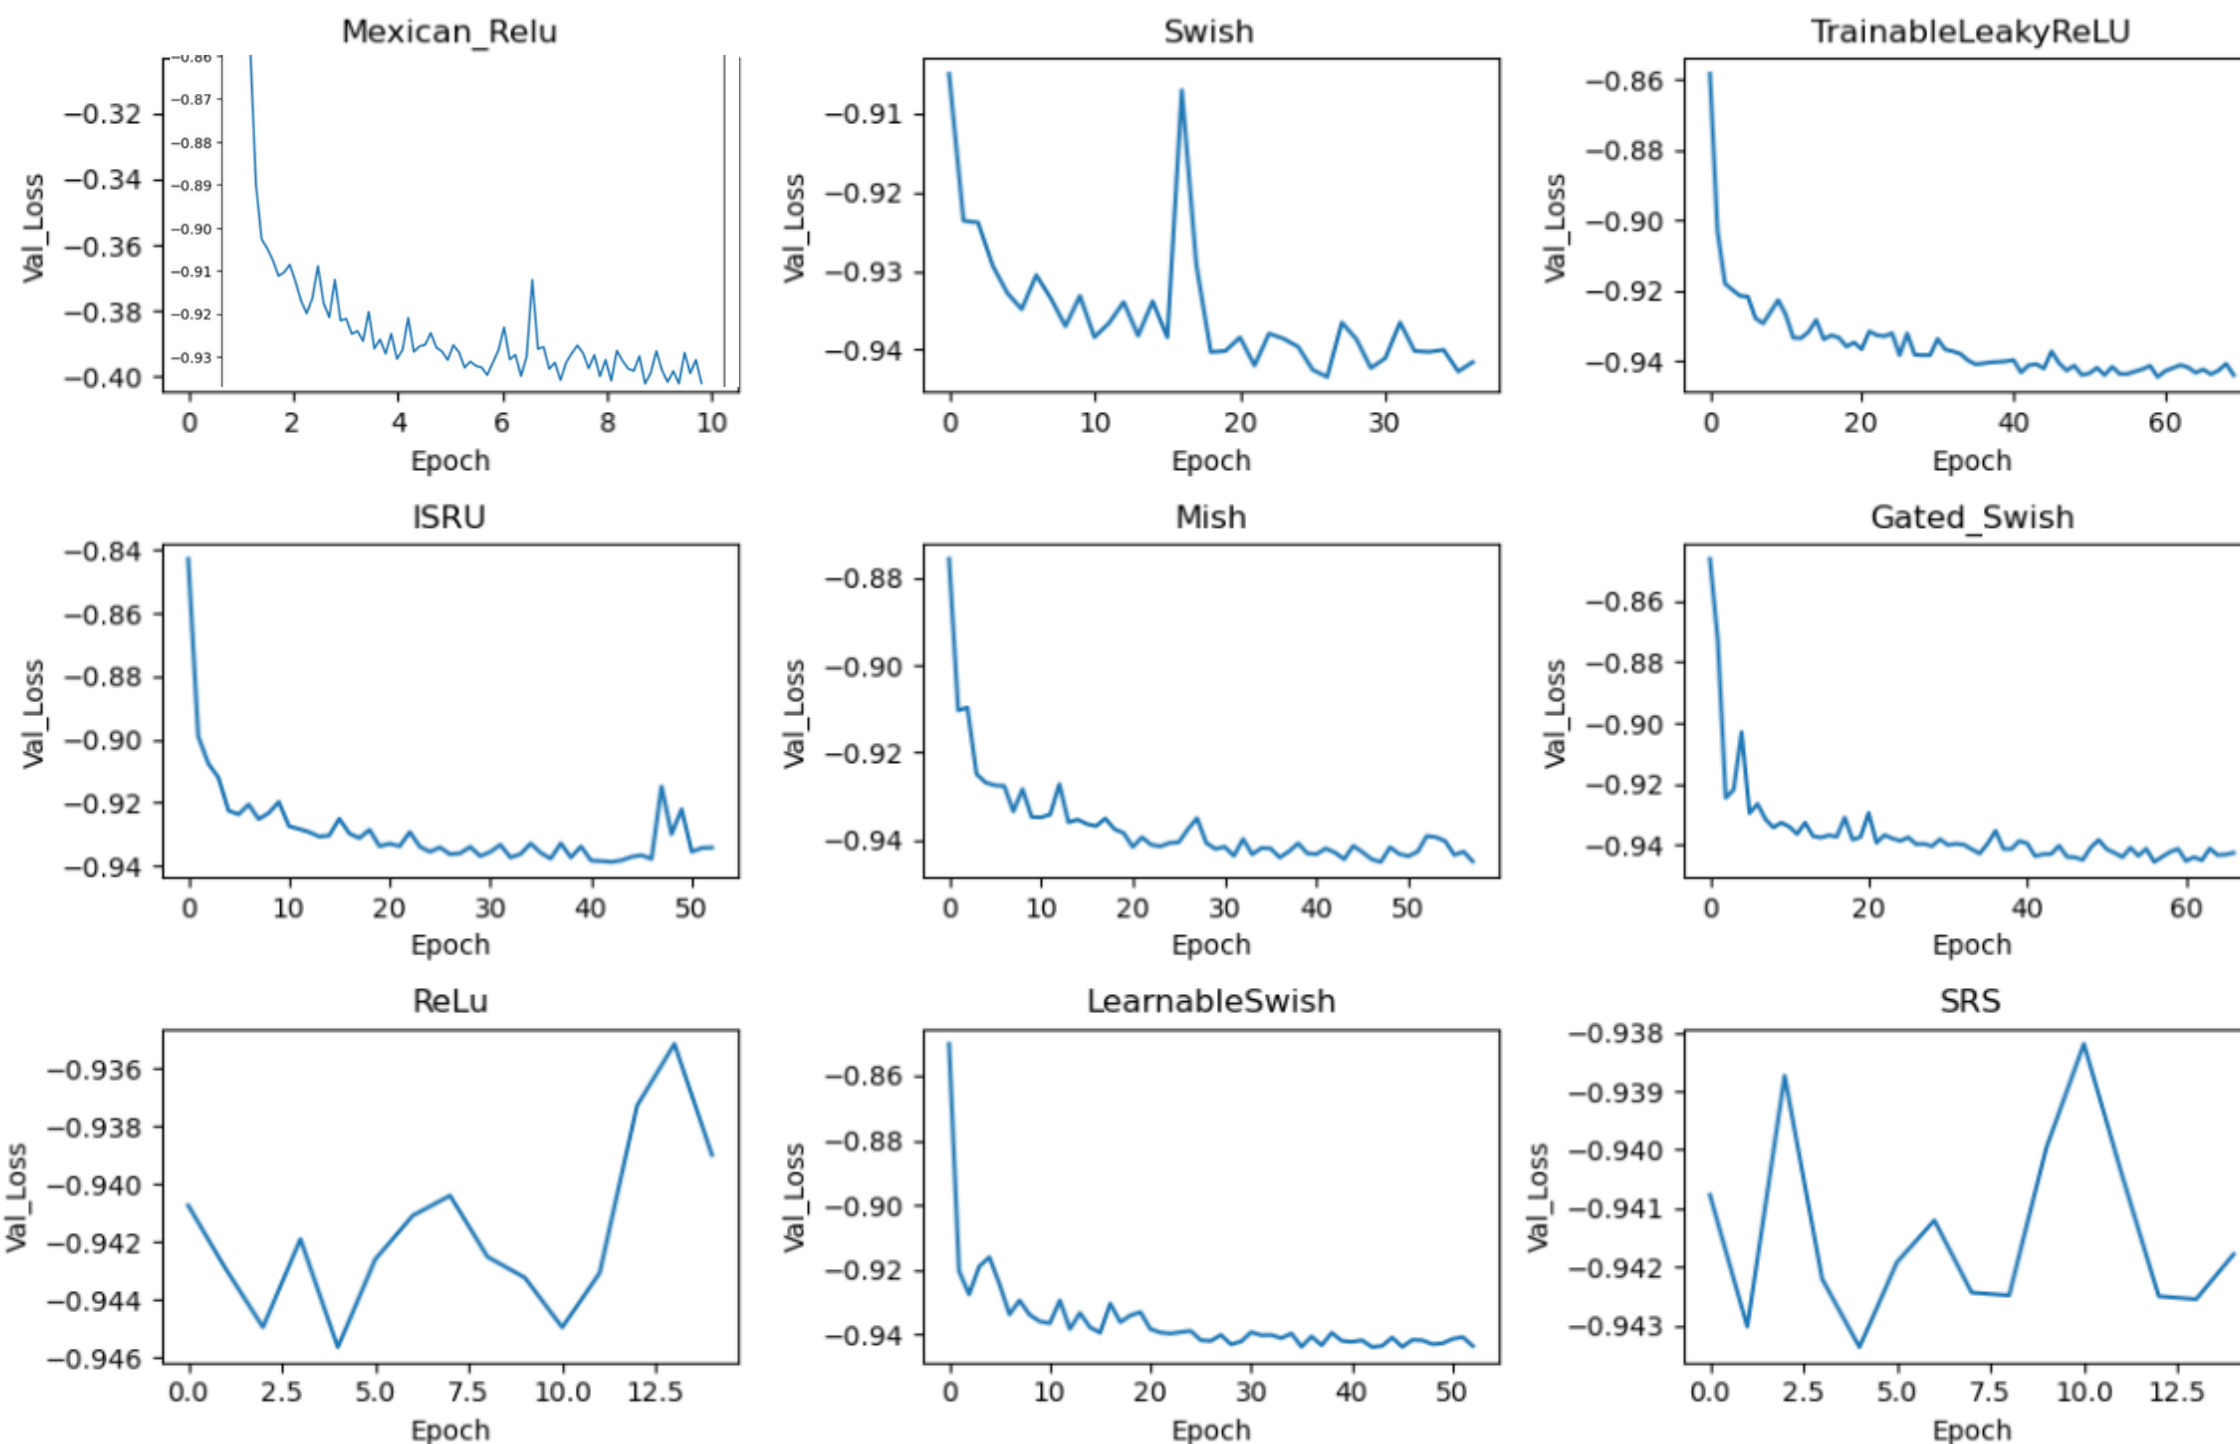 Mexican_Relu
−0.32
−0.34
−0.36
−0.38
−0.40
−0.86
−0.87
−0.88
−0.89
−0.90
−0.91
−0.92
−0.93
Val_Loss
0 2 4 6 8 10
Epoch
Swish
−0.91
−0.92
−0.93
−0.94
Val_Loss
0 10 20 30
Epoch
TrainableLeakyReLU
−0.86
−0.88
−0.90
−0.92
−0.94
Val_Loss
0 20 40 60
Epoch
ISRU
−0.84
−0.86
−0.88
−0.90
−0.92
−0.94
Val_Loss
0 10 20 30 40 50
Epoch
Mish
−0.88
−0.90
−0.92
−0.94
Val_Loss
0 10 20 30 40 50
Epoch
Gated_Swish
−0.86
−0.88
−0.90
−0.92
−0.94
Val_Loss
0 20 40 60
Epoch
ReLu
−0.936
−0.938
−0.940
−0.942
−0.944
−0.946
Val_Loss
0.0 2.5 5.0 7.5 10.0 12.5
Epoch
LearnableSwish
−0.86
−0.88
−0.90
−0.92
−0.94
Val_Loss
0 10 20 30 40 50
Epoch
SRS
−0.938
−0.939
−0.940
−0.941
−0.942
−0.943
Val_Loss
0.0 2.5 5.0 7.5 10.0 12.5
Epoch